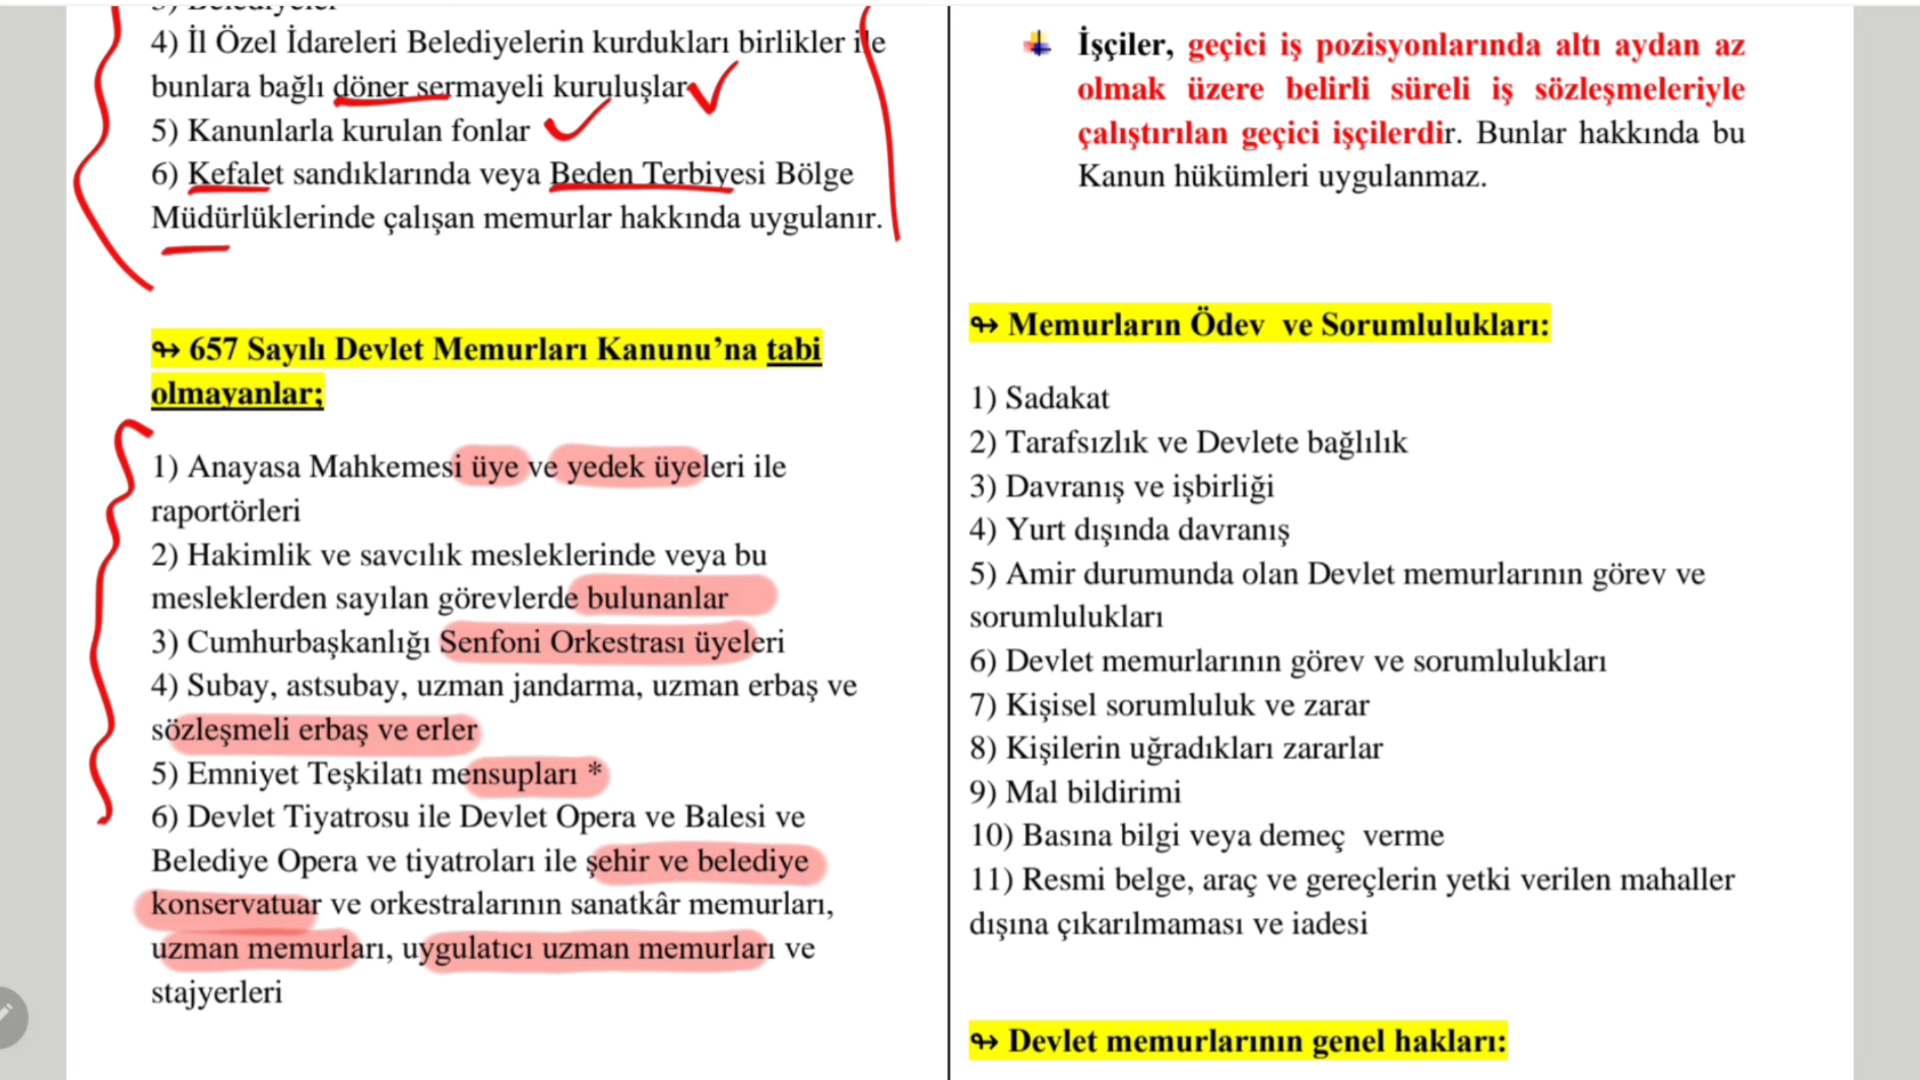 3) Belediyeler
4) İl Özel İdareleri Belediyelerin kurdukları birlikler ile
bunlara bağlı döner sermayeli kuruluşlar
5) Kanunlarla kurulan fonlar
6) Kefalet sandıklarında veya Beden Terbiyesi Bölge
Müdürlüklerinde çalışan memurlar hakkında uygulanır.
↬ 657 Sayılı Devlet Memurları Kanunu’na tabi
olmayanlar;
1) Anayasa Mahkemesi üye ve yedek üyeleri ile
raportörleri
2) Hakimlik ve savcılık mesleklerinde veya bu
mesleklerden sayılan görevlerde bulunanlar
3) Cumhurbaşkanlığı Senfoni Orkestrası üyeleri
4) Subay, astsubay, uzman jandarma, uzman erbaş ve
sözleşmeli erbaş ve erler
5) Emniyet Teşkilatı mensupları *
6) Devlet Tiyatrosu ile Devlet Opera ve Balesi ve
Belediye Opera ve tiyatroları ile şehir ve belediye
konservatuar ve orkestralarının sanatkâr memurları,
uzman memurları, uygulatıcı uzman memurları ve
stajyerleri
İşçiler, geçici iş pozisyonlarında altı aydan az
olmak üzere belirli süreli iş sözleşmeleriyle
çalıştırılan geçici işçilerdir. Bunlar hakkında bu
Kanun hükümleri uygulanmaz.
↬ Memurların Ödev ve Sorumlulukları:
1) Sadakat
2) Tarafsızlık ve Devlete bağlılık
3) Davranış ve işbirliği
4) Yurt dışında davranış
5) Amir durumunda olan Devlet memurlarının görev ve
sorumlulukları
6) Devlet memurlarının görev ve sorumlulukları
7) Kişisel sorumluluk ve zarar
8) Kişilerin uğradıkları zararlar
9) Mal bildirimi
10) Basına bilgi veya demeç verme
11) Resmi belge, araç ve gereçlerin yetki verilen mahaller
dışına çıkarılmaması ve iadesi
↬ Devlet memurlarının genel hakları: